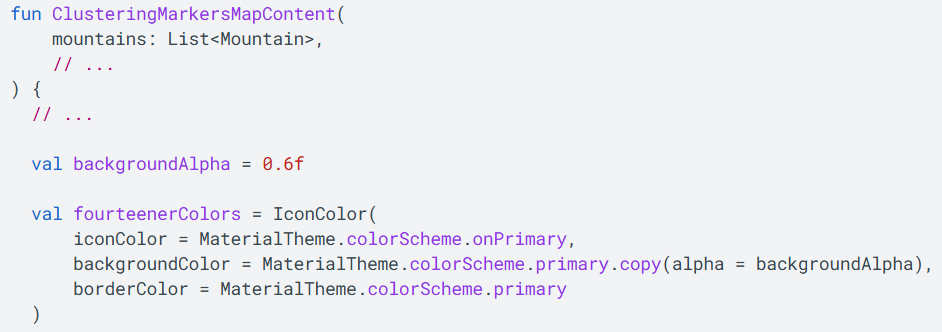 fun ClusteringMarkersMapContent(
    mountains: List<Mountain>,
    // ...
) {
  // ...
  val backgroundAlpha = 0.6f
  val fourteenerColors = IconColor(
      iconColor = MaterialTheme.colorScheme.onPrimary,
      backgroundColor = MaterialTheme.colorScheme.primary.copy(alpha = backgroundAlpha),
      borderColor = MaterialTheme.colorScheme.primary
  )